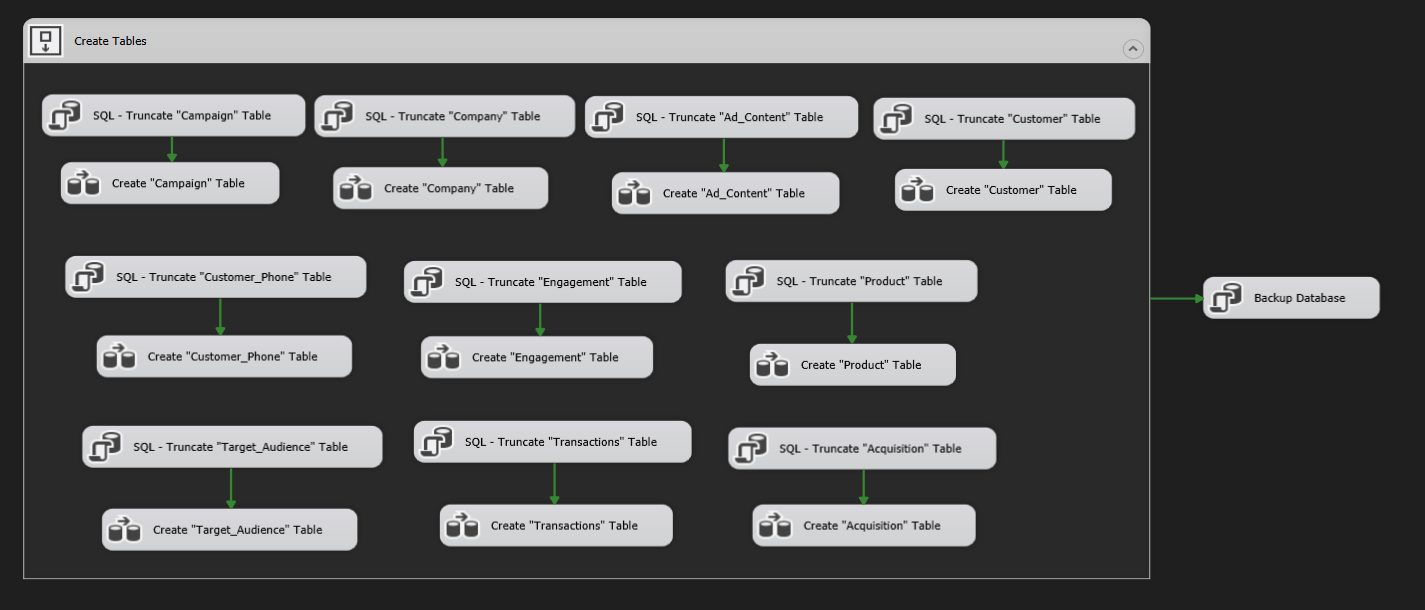 Create Tables
SQL - Truncate "Campaign" Table
SQL - Truncate "Company" Table
SQL - Truncate "Ad_Content" Table
SQL - Truncate "Customer" Table
Create "Campaign" Table
Create "Company" Table
Create "Ad_Content" Table
Create "Customer" Table
SQL - Truncate "Customer_Phone" Table
SQL - Truncate "Engagement" Table
SQL - Truncate "Product" Table
Backup Database
Create "Customer_Phone" Table
Create "Engagement" Table
Create "Product" Table
SQL - Truncate "Target_Audience" Table
SQL - Truncate "Transactions" Table
SQL - Truncate "Acquisition" Table
Create "Target_Audience" Table
Create "Transactions" Table
Create "Acquisition" Table